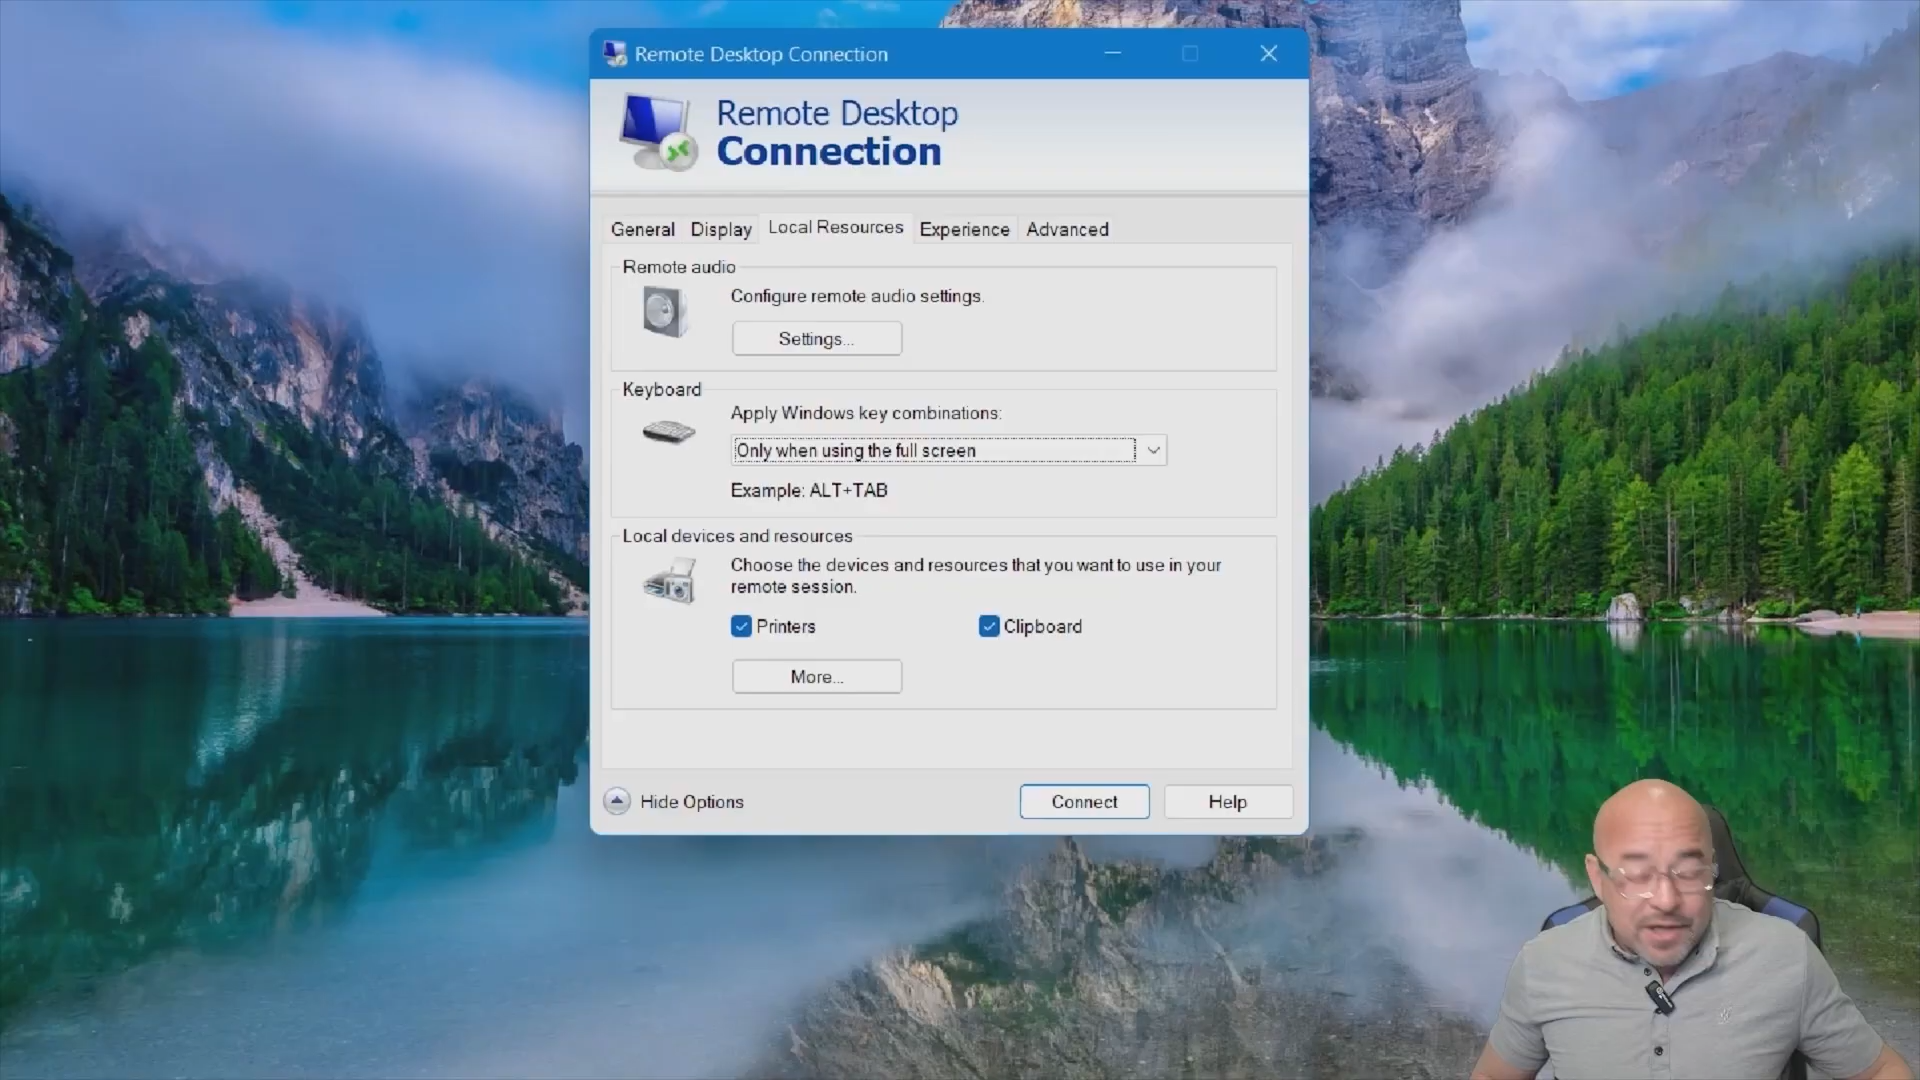 Remote Desktop Connection
Remote Desktop
Connection
General Display Local Resources Experience Advanced
Remote audio
Configure remote audio settings.
Settings...
Keyboard
Apply Windows key combinations:
Only when using the full screen
Example: ALT+TAB
Local devices and resources
Choose the devices and resources that you want to use in your
remote session.
Printers Clipboard
More...
Hide Options Connect Help